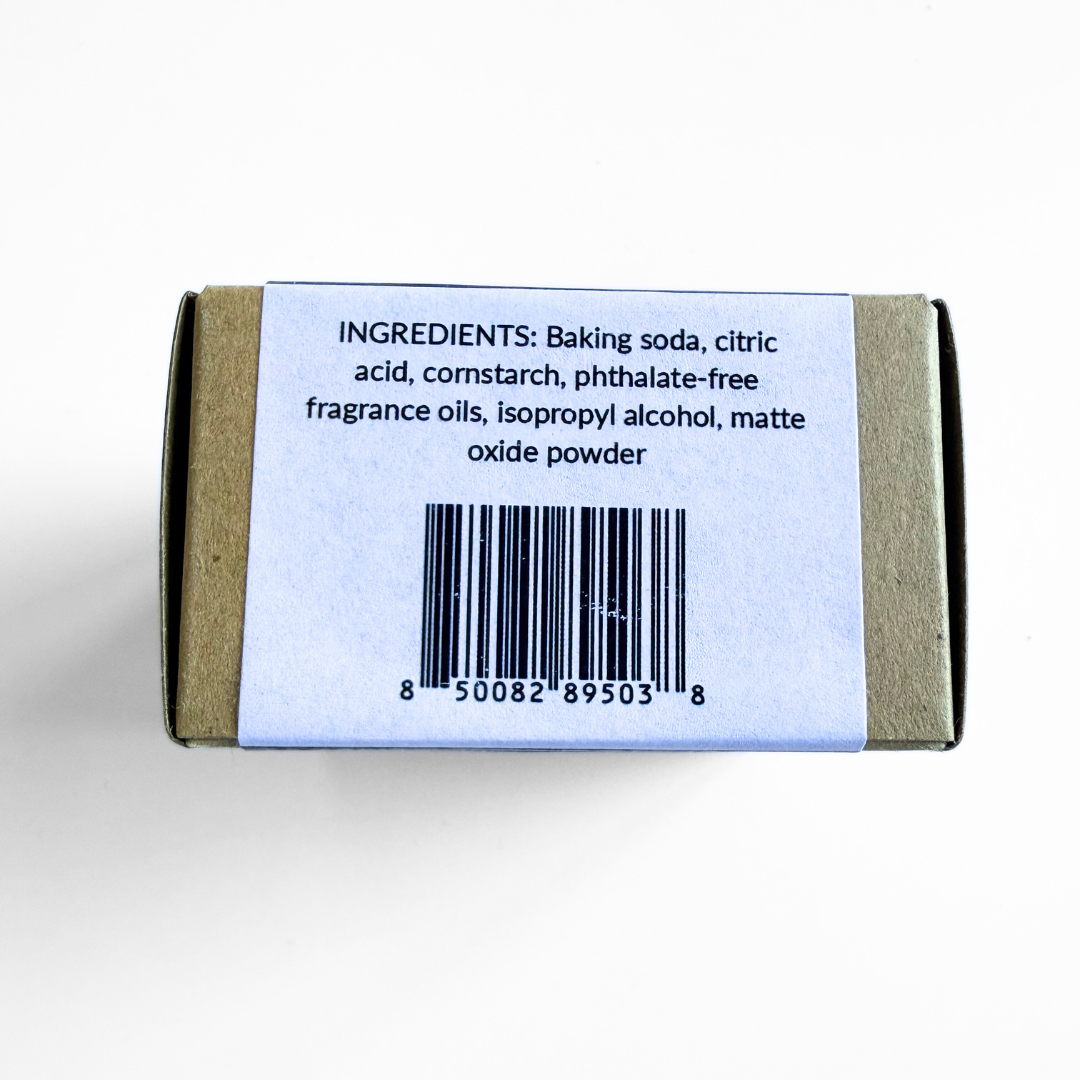 INGREDIENTS: Baking soda, citric
acid, cornstarch, phthalate-free
fragrance oils, isopropyl alcohol, matte
oxide powder
8 50082 89503 8